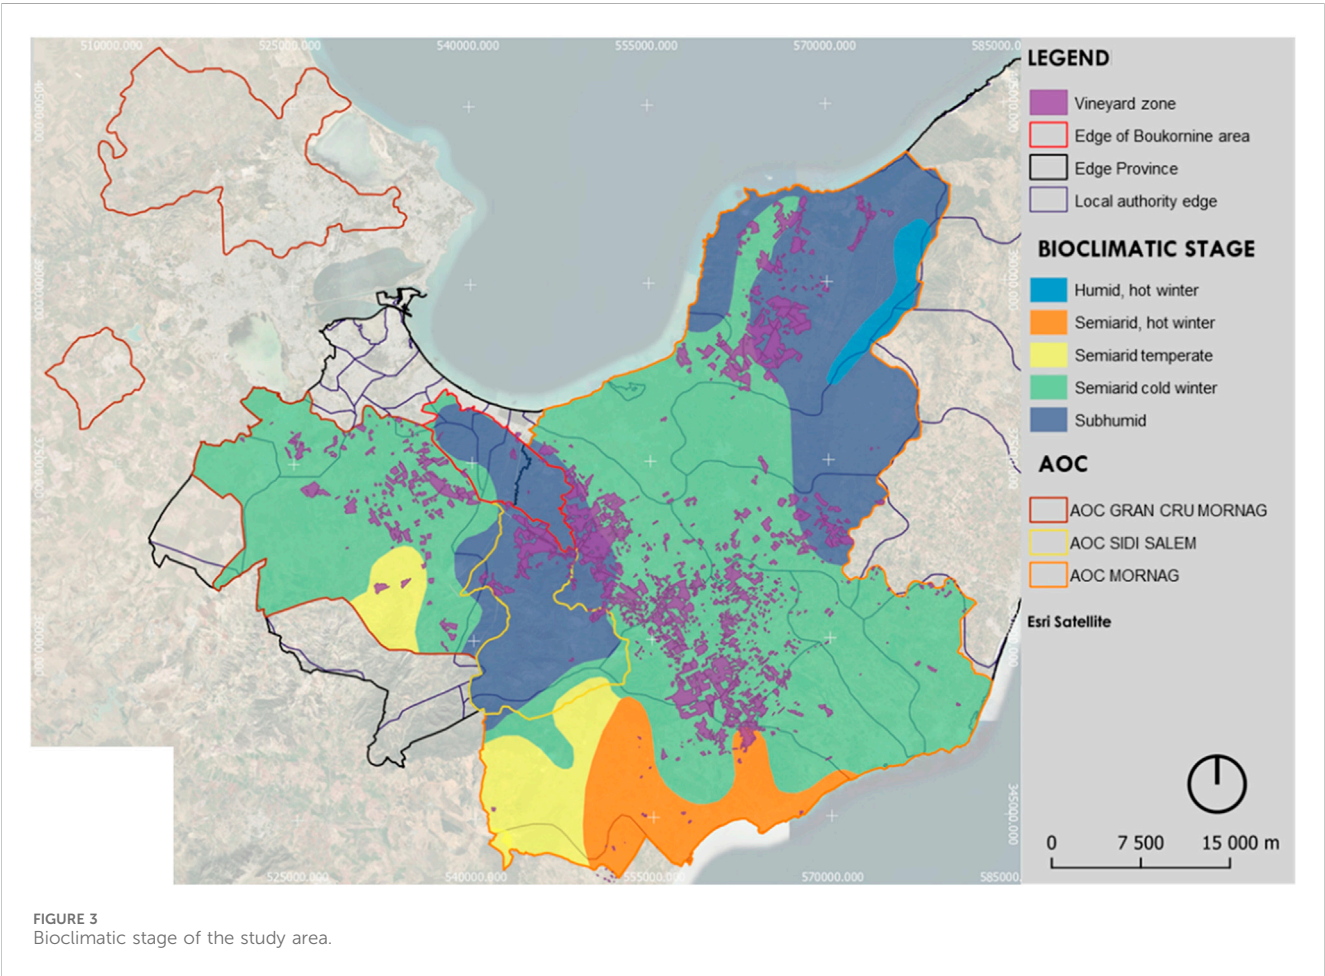 510000.000 525000.000 540000.000 555000.000 570000.000 585000.0
LEGEND
Vineyard zone
Edge of Boukornine area
Edge Province
Local authority edge
BIOCLIMATIC STAGE
Humid, hot winter
Semiarid, hot winter
Semiarid temperate
Semiarid cold winter
Subhumid
AOC
AOC GRAN CRU MORNAG
AOC SIDI SALEM
AOC MORNAG
Esri Satellite
345000.000
0 7 500 15 000 m
525000.000 540000.000 555000.000 570000.000 585000.
FIGURE 3
Bioclimatic stage of the study area.